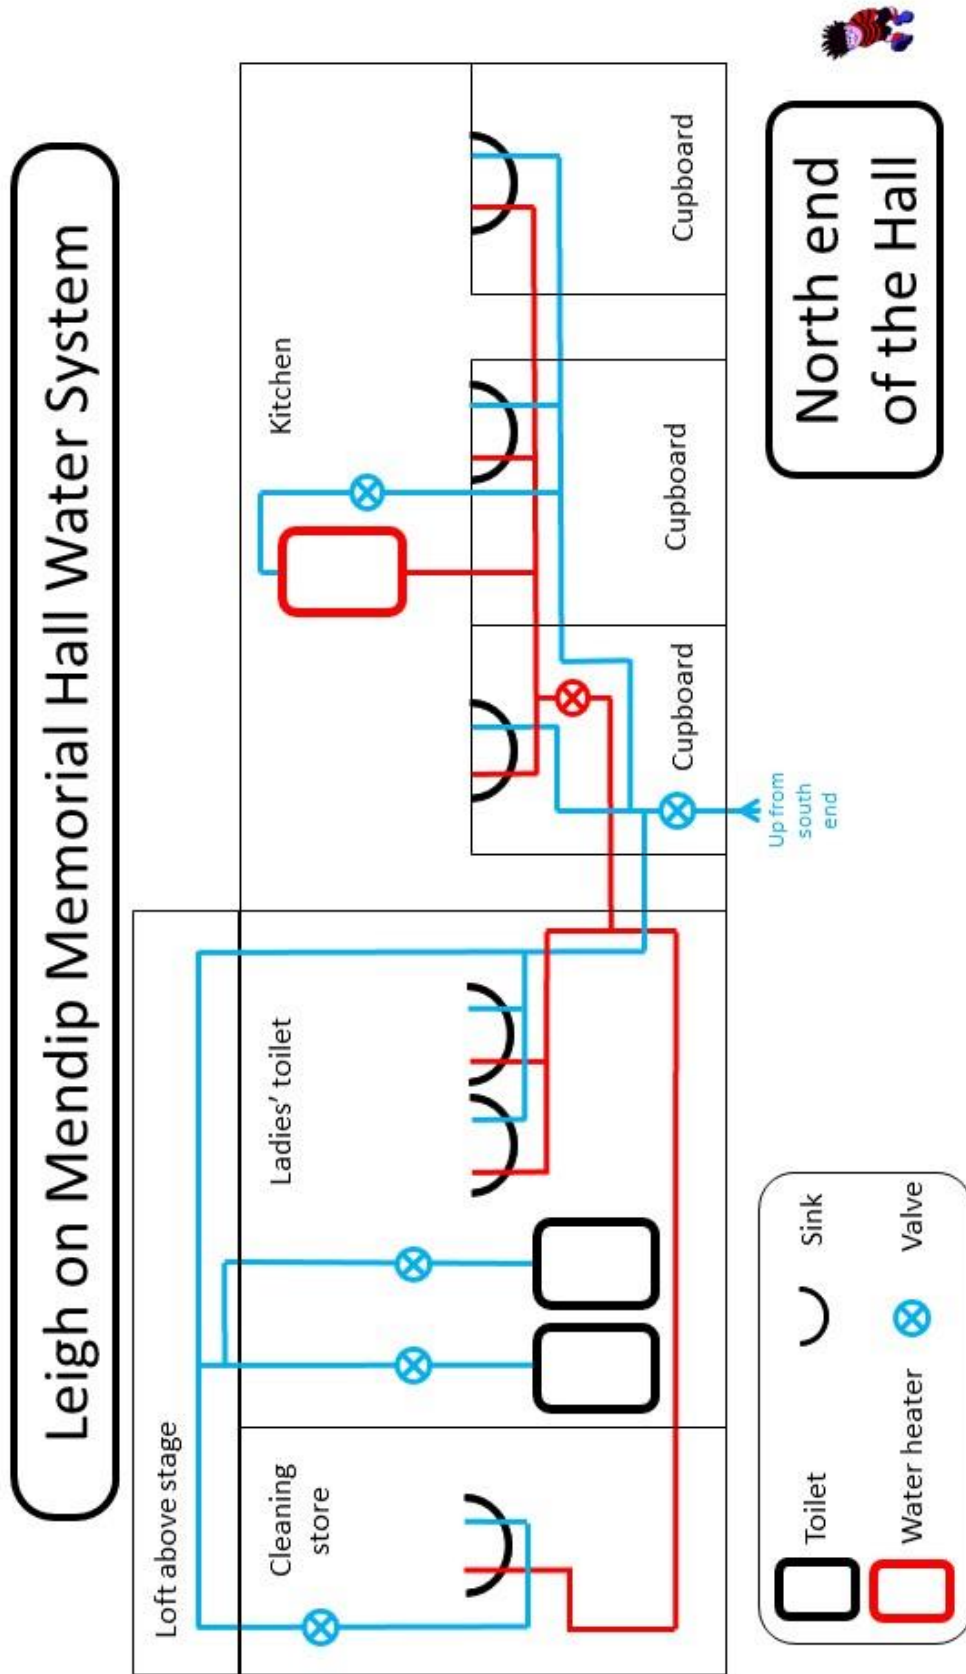 Leigh on Mendip Memorial Hall Water System
Loft above stage
Cleaning
store
Ladies’ toilet
Kitchen
Cupboard
Cupboard
Cupboard
Up from
south
end
Toilet
Sink
Water heater
Valve
North end
of the Hall